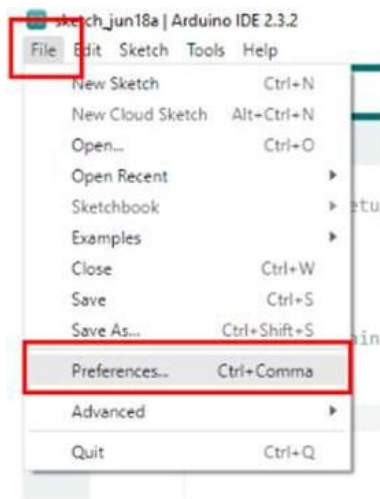 sketch_jun18a | Arduino IDE 2.3.2
File Edit Sketch Tools Help
New Sketch Ctrl+N
New Cloud Sketch Alt+Ctrl+N
Open... Ctrl+O
Open Recent
Sketchbook
etu
Examples
Close Ctrl+W
Save Ctrl+S
Save As... Ctrl+Shift+S
ain
Preferences... Ctrl+Comma
Advanced
Quit Ctrl+Q